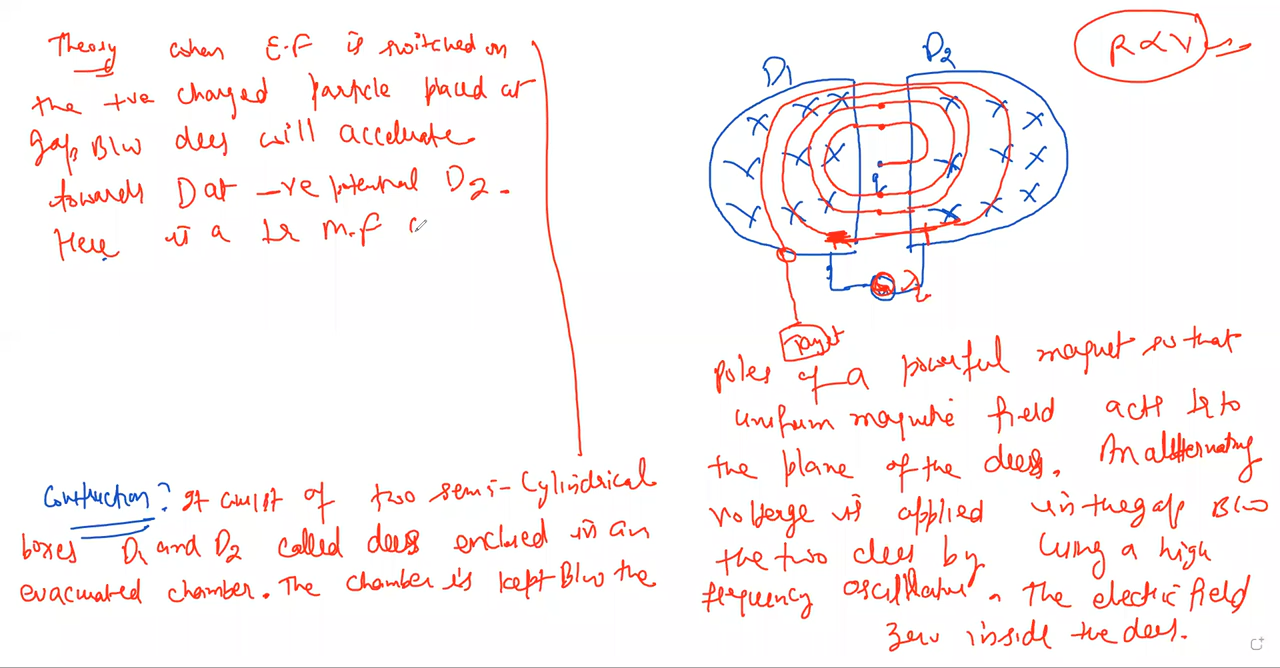 Theory when E.F is switched on
the +ve charged particle placed at
gap B/w dees will accelerate
towards D at -ve potential D2.
Here is a ⊥r M.F
D1
D2
R ∝ V
q
Target
Construction: It consist of two semi-Cylindrical
boxes D1 and D2 called dees enclosed in an
evacuated chamber. The chamber is kept B/w the
poles of a powerful magnet so that
uniform magnetic field acts ⊥r to
the plane of the dees. An alternating
voltage is applied in the gap B/w
the two dees by using a high
frequency oscillator. The electric field
zero inside the dees.